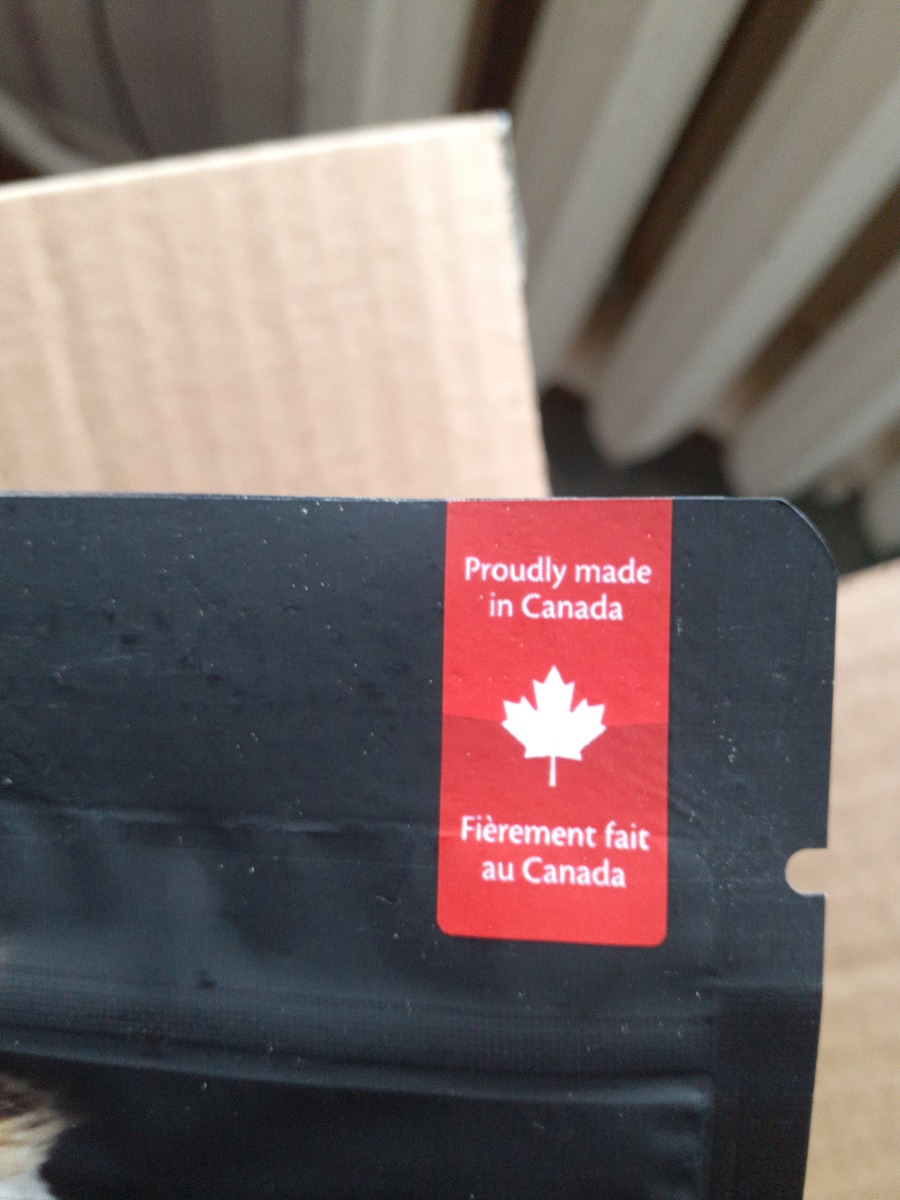 Proudly made
in Canada
Fièrement fait
au Canada